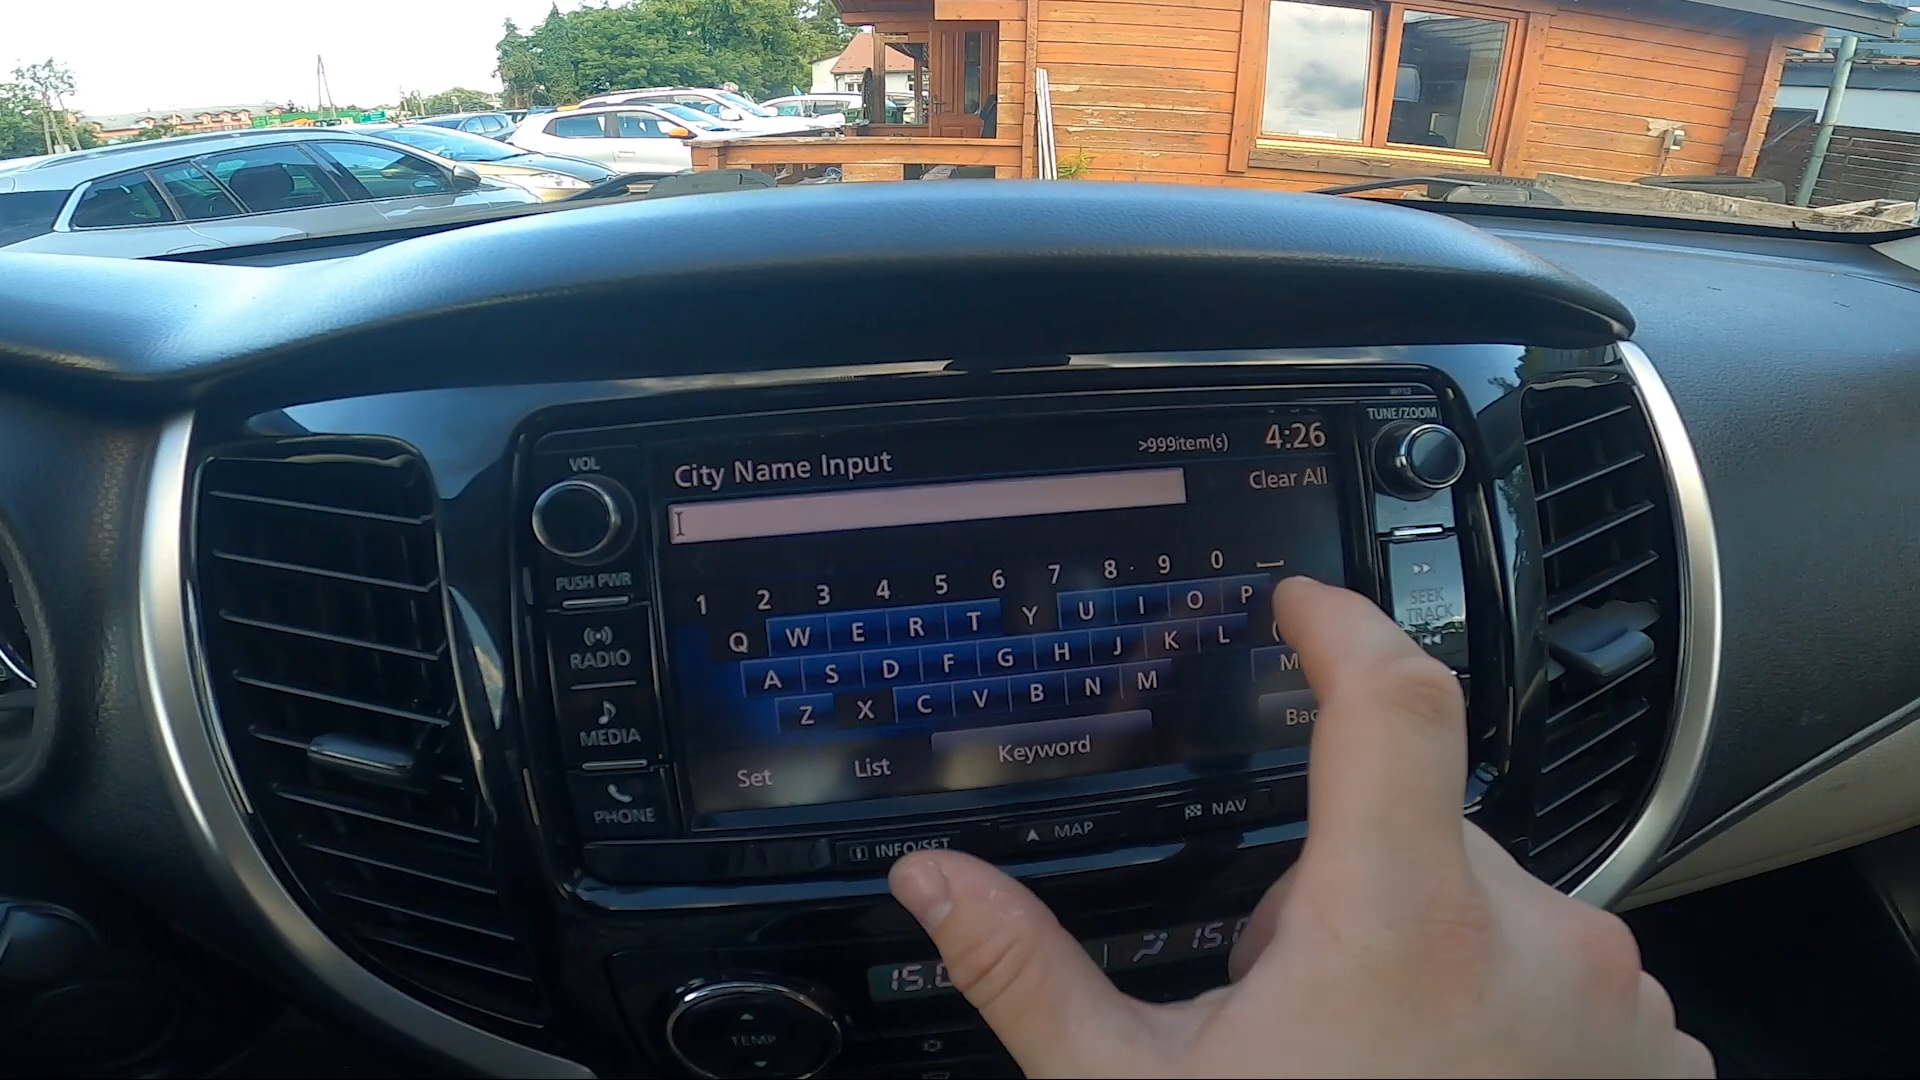 TUNE/ZOOM
VOL
City Name Input
>999item(s)
4:26
Clear All
1 2 3 4 5 6 7 8 · 9 0
Q W E R T Y U I O P
A S D F G H J K L
Z X C V B N M
Set
List
Keyword
PUSH PWR
RADIO
MEDIA
PHONE
SEEK
TRACK
INFO/SET
MAP
NAV
TEMP